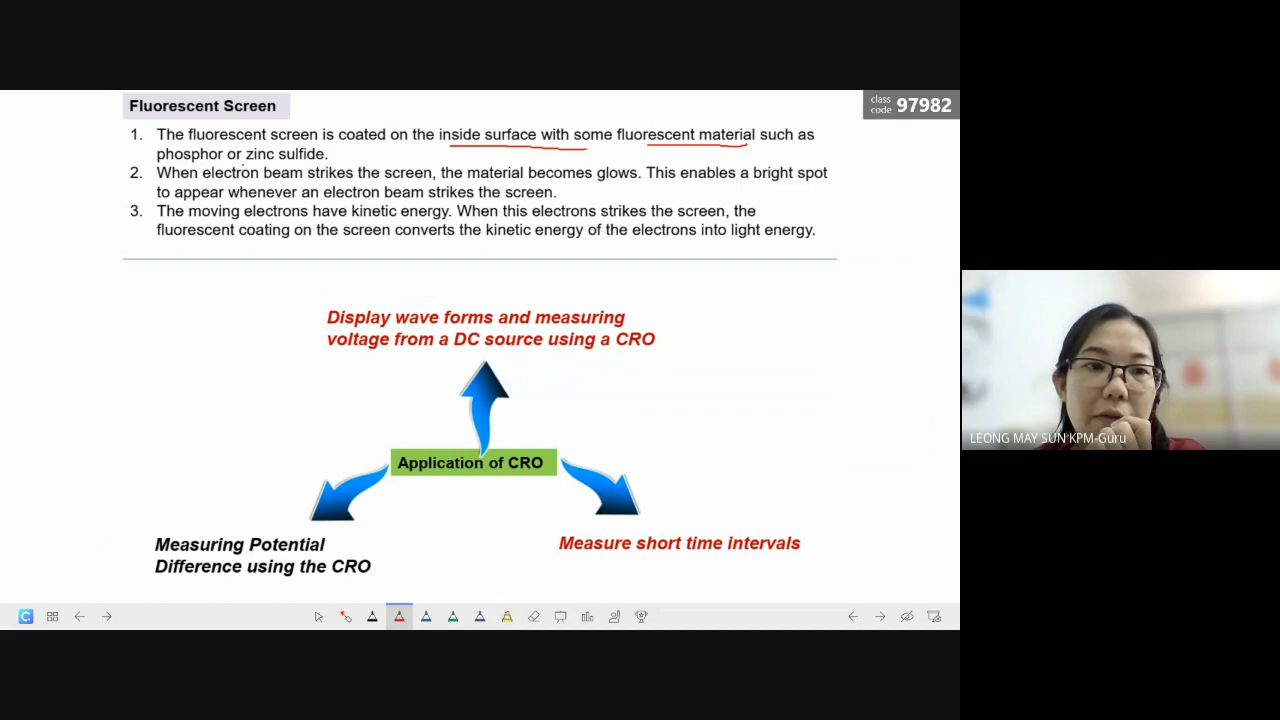 Fluorescent Screen
class
code 97982
1. The fluorescent screen is coated on the inside surface with some fluorescent material such as
phosphor or zinc sulfide.
2. When electron beam strikes the screen, the material becomes glows. This enables a bright spot
to appear whenever an electron beam strikes the screen.
3. The moving electrons have kinetic energy. When this electrons strikes the screen, the
fluorescent coating on the screen converts the kinetic energy of the electrons into light energy.
Display wave forms and measuring
voltage from a DC source using a CRO
Application of CRO
Measuring Potential
Difference using the CRO
Measure short time intervals
LEONG MAY SUN KPM-Guru